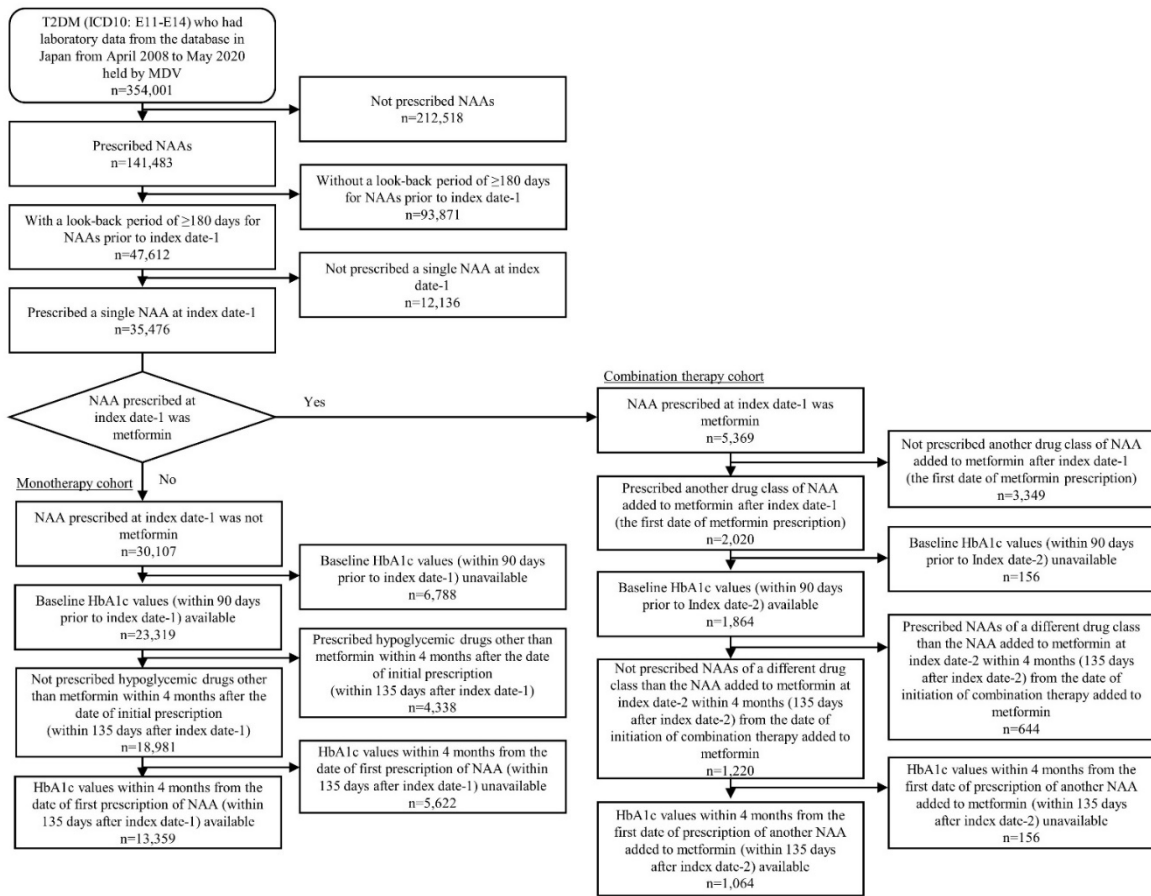 T2DM (ICD10: E11-E14) who had
laboratory data from the database in
Japan from April 2008 to May 2020
held by MDV
n=354,001
Not prescribed NAAs
n=212,518
Prescribed NAAs
n=141,483
Without a look-back period of ≥180 days
for NAAs prior to index date-1
n=93,871
With a look-back period of ≥180 days for
NAAs prior to index date-1
n=47,612
Not prescribed a single NAA at index
date-1
n=12,136
Prescribed a single NAA at index date-1
n=35,476
NAA prescribed at
index date-1 was
metformin
Yes
No
Monotherapy cohort
NAA prescribed at index date-1 was not
metformin
n=30,107
Baseline HbA1c values (within 90 days
prior to index date-1) unavailable
n=6,788
Baseline HbA1c values (within 90 days
prior to index date-1) available
n=23,319
Prescribed hypoglycemic drugs other than
metformin within 4 months after the date
of initial prescription
(within 135 days after index date-1)
n=4,338
Not prescribed hypoglycemic drugs other
than metformin within 4 months after the
date of initial prescription
(within 135 days after index date-1)
n=18,981
HbA1c values within 4 months from the
date of first prescription of NAA (within
135 days after index date-1) unavailable
n=5,622
HbA1c values within 4 months from the
date of first prescription of NAA (within
135 days after index date-1) available
n=13,359
Combination therapy cohort
NAA prescribed at index date-1 was
metformin
n=5,369
Not prescribed another drug class of NAA
added to metformin after index date-1
(the first date of metformin prescription)
n=3,349
Prescribed another drug class of NAA
added to metformin after index date-1
(the first date of metformin prescription)
n=2,020
Baseline HbA1c values (within 90 days
prior to Index date-2) unavailable
n=156
Baseline HbA1c values (within 90 days
prior to Index date-2) available
n=1,864
Prescribed NAAs of a different drug class
than the NAA added to metformin at
index date-2 within 4 months (135 days
after index date-2) from the date of
initiation of combination therapy added to
metformin
n=644
Not prescribed NAAs of a different drug
class than the NAA added to metformin at
index date-2 within 4 months (135 days
after index date-2) from the date of
initiation of combination therapy added to
metformin
n=1,220
HbA1c values within 4 months from the
first date of prescription of another NAA
added to metformin (within 135 days
after index date-2) unavailable
n=156
HbA1c values within 4 months from the
first date of prescription of another NAA
added to metformin (within 135 days
after index date-2) available
n=1,064